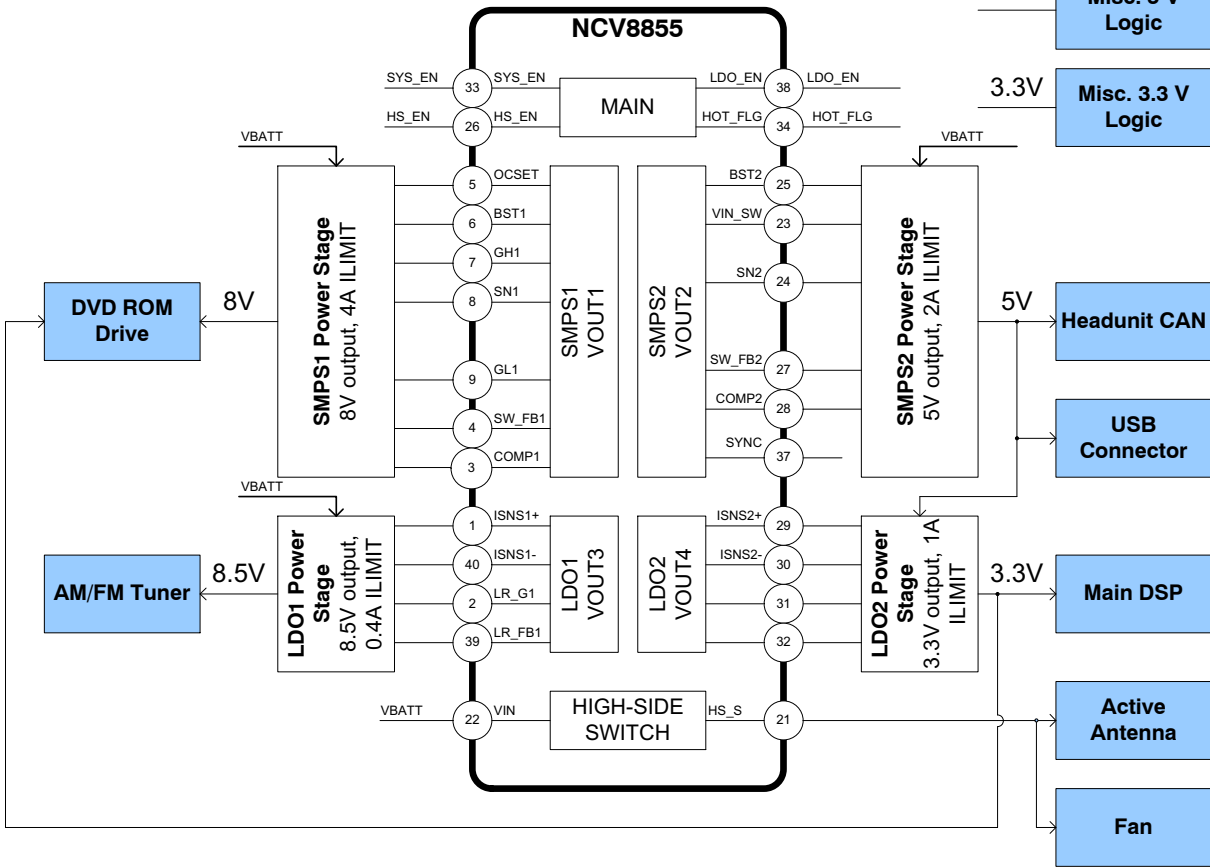 NCV8855
Misc. 5 V
Logic
3.3V
Misc. 3.3 V
Logic
SYS_EN
33
SYS_EN
HS_EN
26
HS_EN
MAIN
LDO_EN
38
LDO_EN
HOT_FLG
34
HOT_FLG
VBATT
SMPS1 Power Stage
8V output, 4A ILIMIT
8V
DVD ROM
Drive
5
OCSET
6
BST1
7
GH1
8
SN1
9
GL1
4
SW_FB1
3
COMP1
SMPS1
VOUT1
SMPS2
VOUT2
BST2
25
VIN_SW
23
SN2
24
SW_FB2
27
COMP2
28
SYNC
37
VBATT
SMPS2 Power Stage
5V output, 2A ILIMIT
5V
Headunit CAN
USB
Connector
VBATT
LDO1 Power
Stage
8.5V output,
0.4A ILIMIT
8.5V
AM/FM Tuner
1
ISNS1+
40
ISNS1-
2
LR_G1
39
LR_FB1
LDO1
VOUT3
LDO2
VOUT4
ISNS2+
29
ISNS2-
30
31
32
LDO2 Power
Stage
3.3V output, 1A
ILIMIT
3.3V
Main DSP
VBATT
22
VIN
HIGH-SIDE
SWITCH
HS_S
21
Active
Antenna
Fan